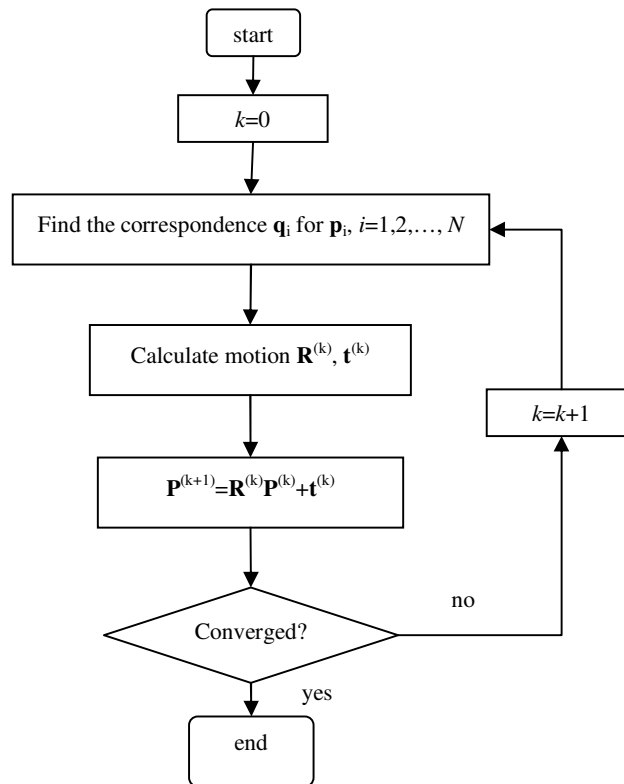 start
k=0
Find the correspondence qᵢ for pᵢ, i=1,2,…, N
Calculate motion R⁽ᵏ⁾, t⁽ᵏ⁾
k=k+1
P⁽ᵏ⁺¹⁾=R⁽ᵏ⁾P⁽ᵏ⁾+t⁽ᵏ⁾
no
Converged?
yes
end